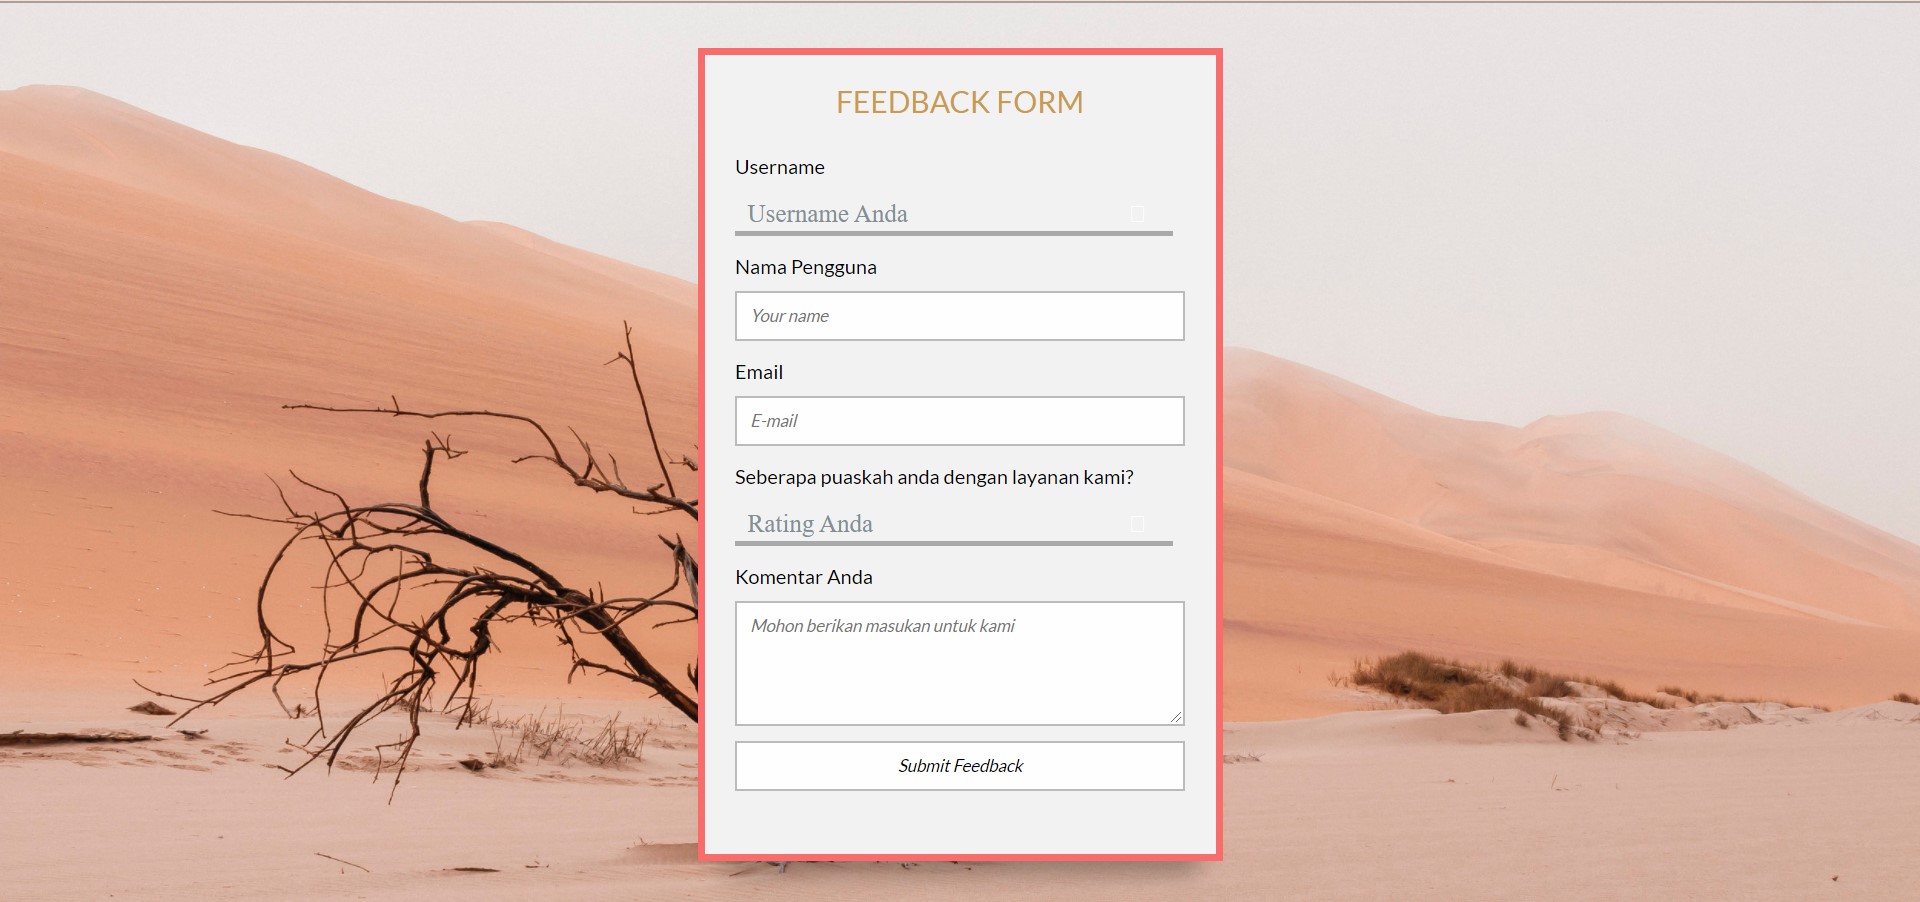 FEEDBACK FORM
Username
Username Anda
Nama Pengguna
Your name
Email
E-mail
Seberapa puaskah anda dengan layanan kami?
Rating Anda
Komentar Anda
Mohon berikan masukan untuk kami
Submit Feedback